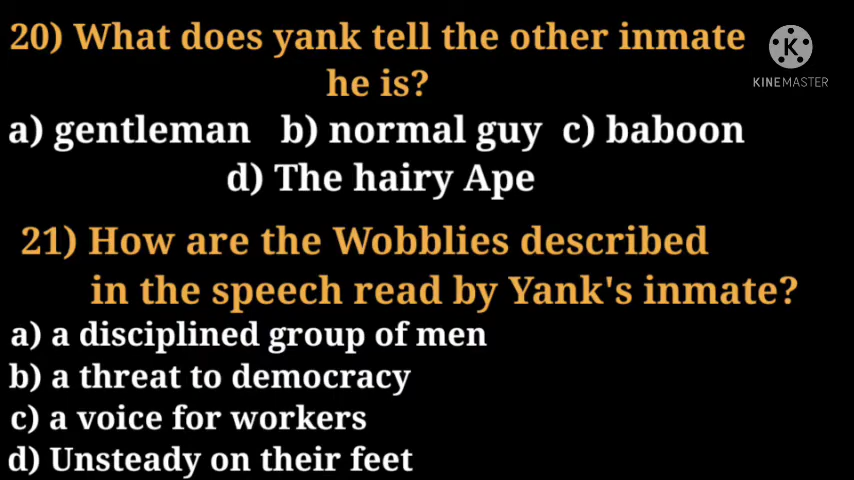 20) What does yank tell the other inmate
he is?
K
KINEMASTER
a) gentleman b) normal guy c) baboon
d) The hairy Ape
21) How are the Wobblies described
in the speech read by Yank's inmate?
a) a disciplined group of men
b) a threat to democracy
c) a voice for workers
d) Unsteady on their feet